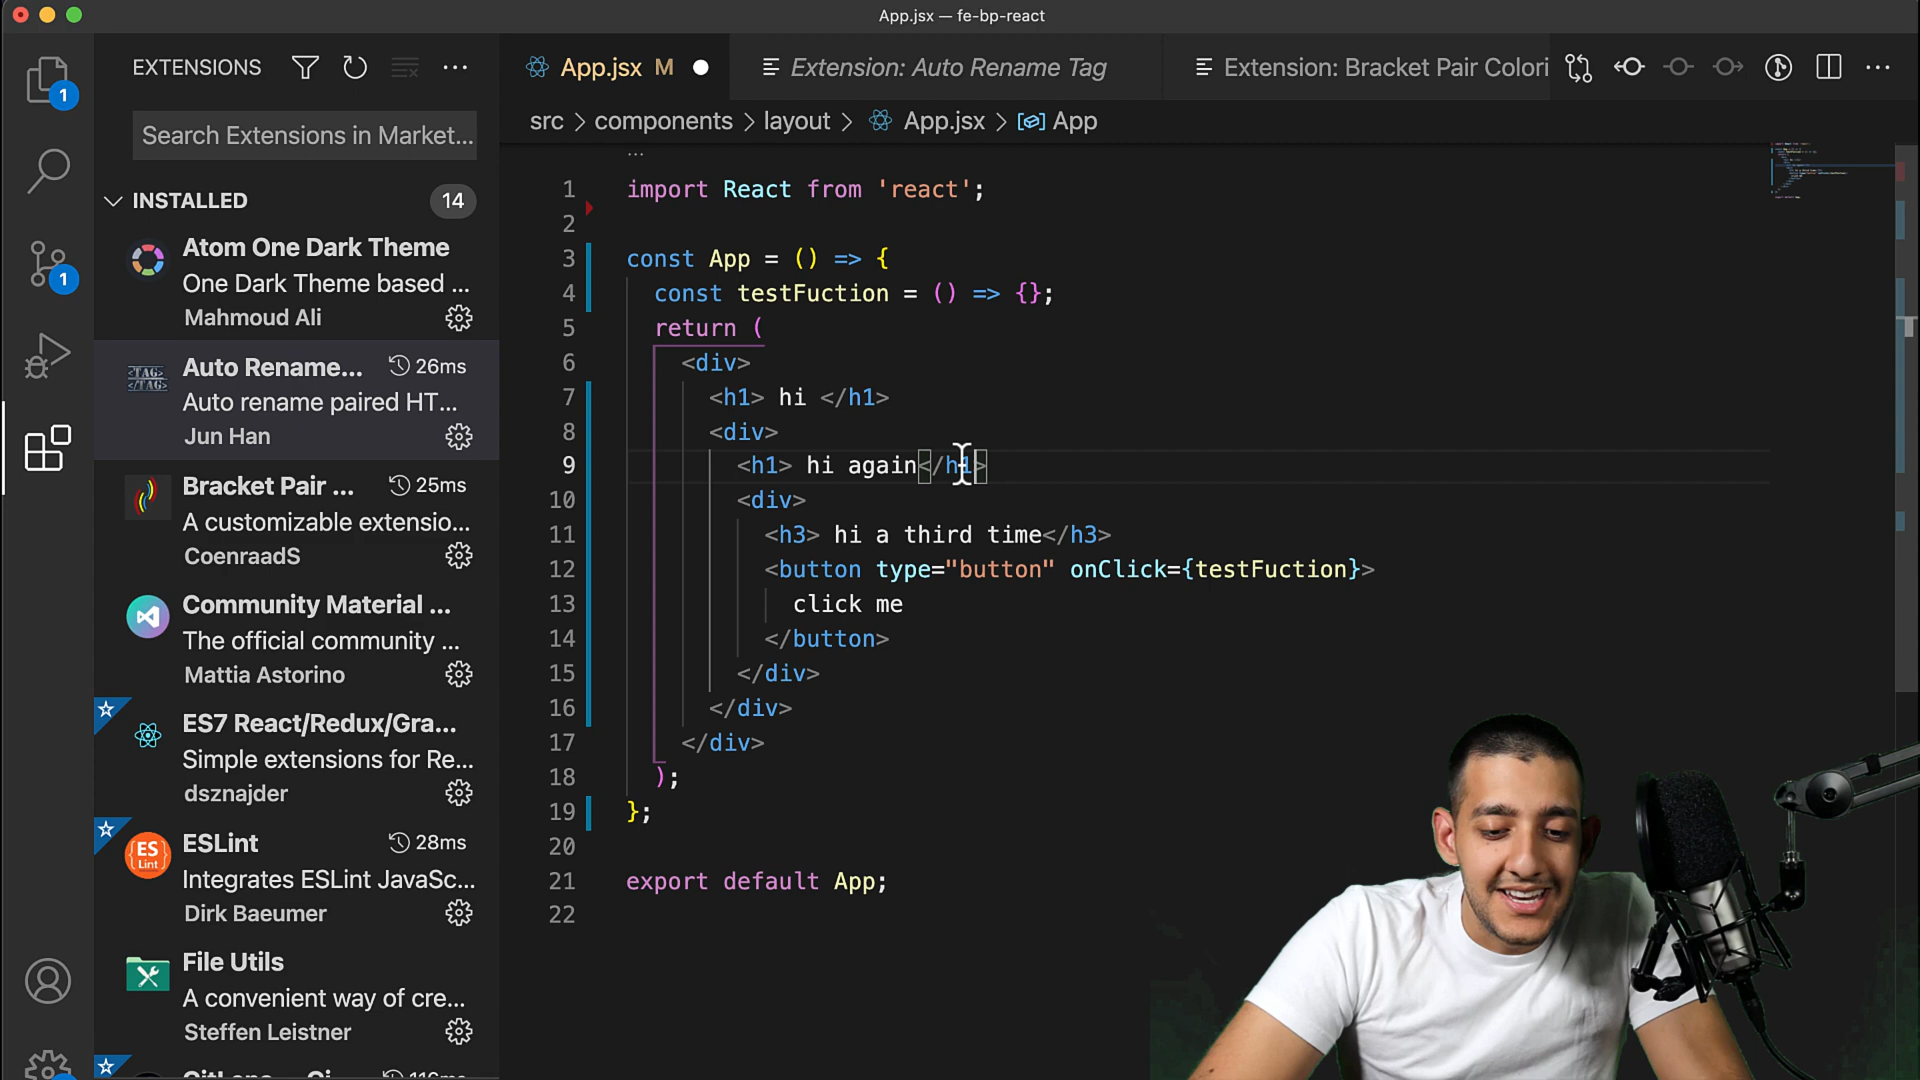 App.jsx — fe-bp-react
EXTENSIONS
App.jsx M
Extension: Auto Rename Tag
Extension: Bracket Pair Colori
1
Search Extensions in Market...
src > components > layout > App.jsx > App
INSTALLED 14
Atom One Dark Theme
One Dark Theme based ...
Mahmoud Ali
1
<TAG>
</TAG>
Auto Rename... 26ms
Auto rename paired HT...
Jun Han
Bracket Pair ... 25ms
A customizable extensio...
CoenraadS
Community Material ...
The official community ...
Mattia Astorino
ES7 React/Redux/Gra...
Simple extensions for Re...
dsznajder
ES
Lint
ESLint 28ms
Integrates ESLint JavaSc...
Dirk Baeumer
File Utils
A convenient way of cre...
Steffen Leistner
...
1 import React from 'react';
2
3 const App = () => {
4 const testFuction = () => {};
5 return (
6 <div>
7 <h1> hi </h1>
8 <div>
9 <h1> hi again</h1>
10 <div>
11 <h3> hi a third time</h3>
12 <button type="button" onClick={testFuction}>
13 click me
14 </button>
15 </div>
16 </div>
17 </div>
18 );
19 };
20
21 export default App;
22